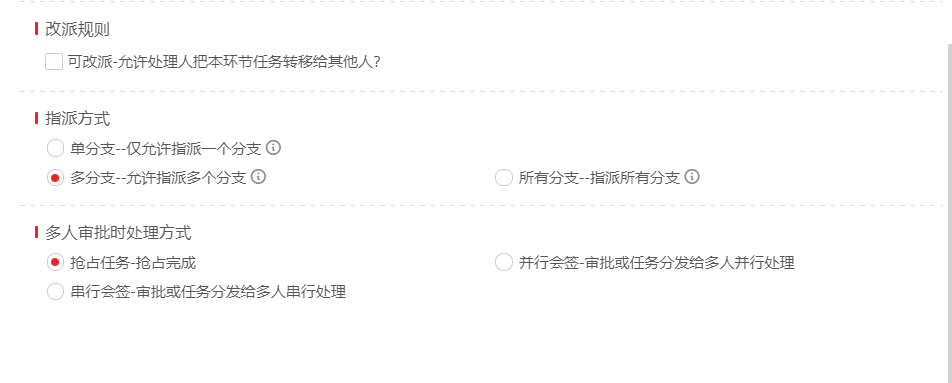 改派规则
可改派-允许处理人把本环节任务转移给其他人?
指派方式
单分支--仅允许指派一个分支
多分支--允许指派多个分支 所有分支--指派所有分支
多人审批时处理方式
抢占任务-抢占完成 并行会签-审批或任务分发给多人并行处理
串行会签-审批或任务分发给多人串行处理